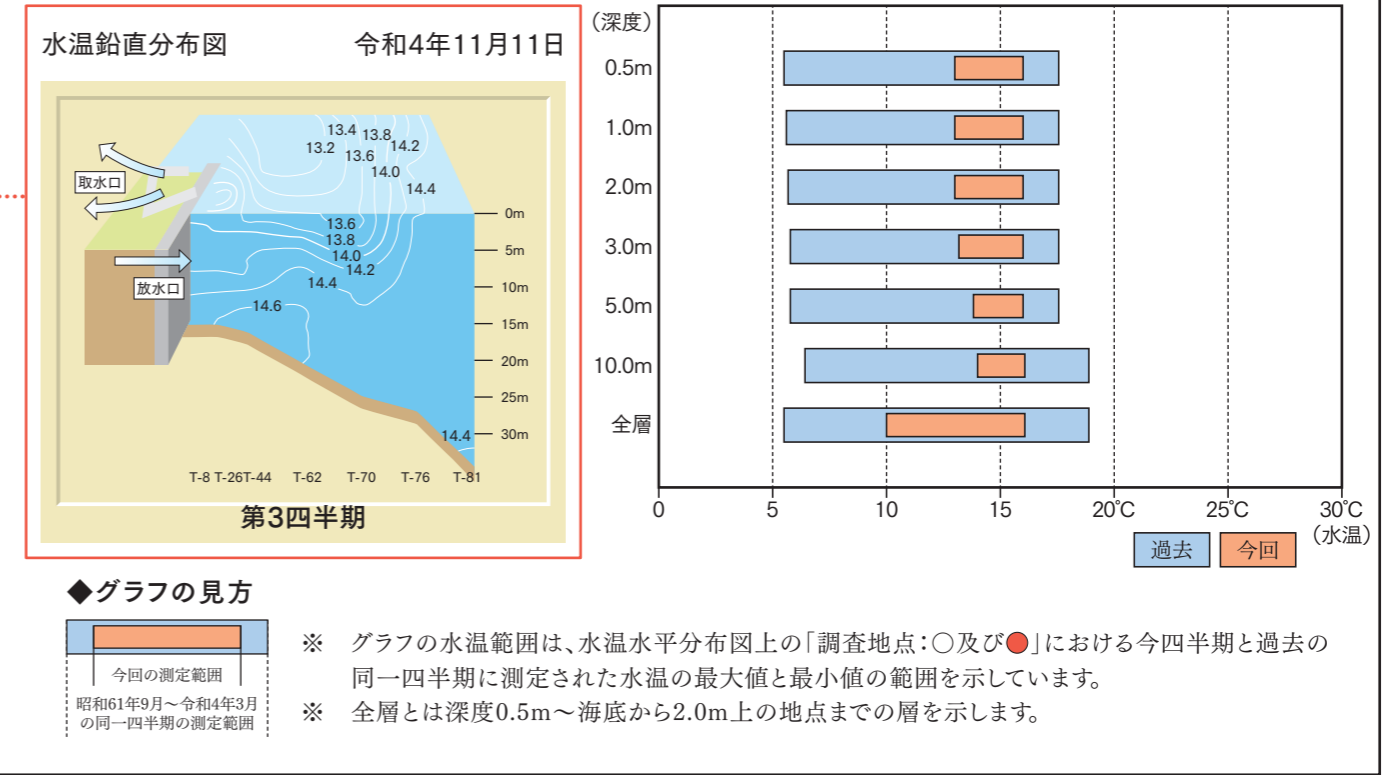 水温鉛直分布図 令和4年11月11日
13.4 13.8
13.2 14.2
13.6
14.0
14.4
取水口
放水口
13.6
13.8
14.0
14.2
14.4
14.6
14.4
0m
5m
10m
15m
20m
25m
30m
T-8 T-26T-44 T-62 T-70 T-76 T-81
第3四半期
(深度)
0.5m
1.0m
2.0m
3.0m
5.0m
10.0m
全層
0 5 10 15 20℃ 25℃ 30℃
(水温)
過去 今回
◆グラフの見方
今回の測定範囲
昭和61年9月～令和4年3月
の同一四半期の測定範囲
※ グラフの水温範囲は、水温水平分布図上の「調査地点:○及び●」における今四半期と過去の
同一四半期に測定された水温の最大値と最小値の範囲を示しています。
※ 全層とは深度0.5m～海底から2.0m上の地点までの層を示します。